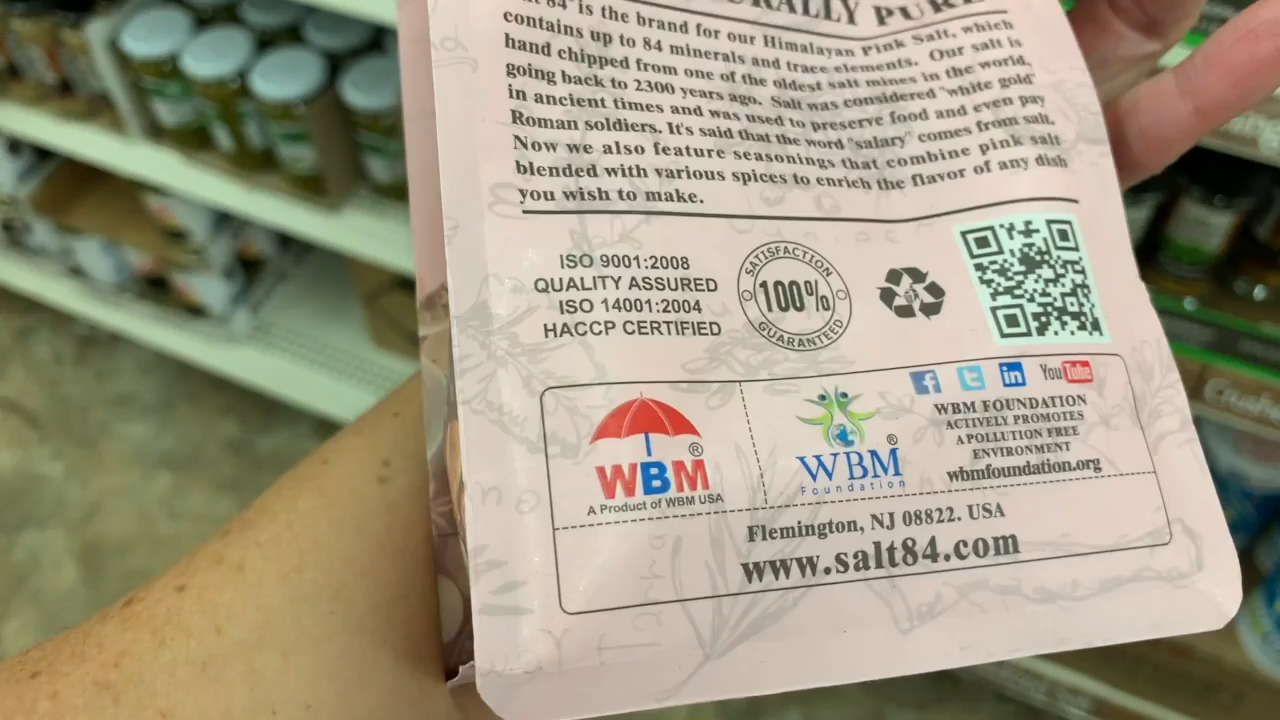 RALLY PURE
84" is the brand for our Himalayan Pink Salt, which
contains up to 84 minerals and trace elements. Our salt is
hand chipped from one of the oldest salt mines in the world,
going back to 2300 years ago. Salt was considered "white gold"
in ancient times and was used to preserve food and even pay
Roman soldiers. It's said that the word "salary" comes from salt.
Now we also feature seasonings that combine pink salt
blended with various spices to enrich the flavor of any dish
you wish to make.
ISO 9001:2008
QUALITY ASSURED
ISO 14001:2004
HACCP CERTIFIED
SATISFACTION
100%
GUARANTEED
f t in You Tube
WBM FOUNDATION
ACTIVELY PROMOTES
A POLLUTION FREE
ENVIRONMENT
wbmfoundation.org
WBM®
A Product of WBM USA
WBM®
Foundation
Flemington, NJ 08822. USA
www.salt84.com
Crushe